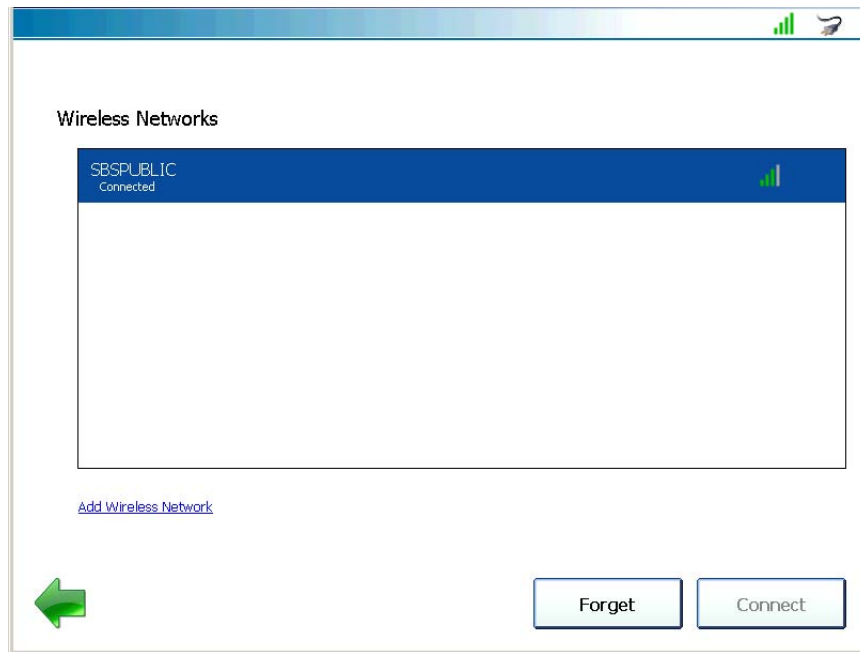 Wireless Networks
SBSPUBLIC
Connected
Add Wireless Network
Forget
Connect